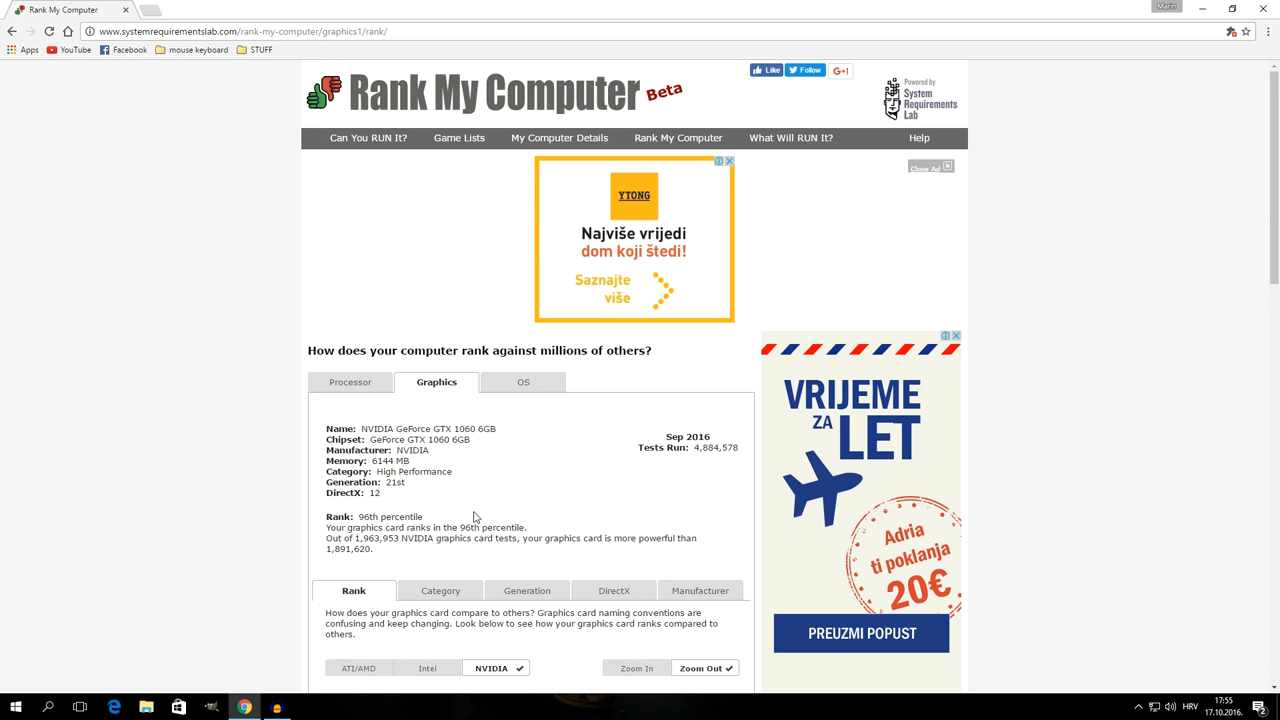 Rank My Computer
Marin
www.systemrequirementslab.com/rank-my-computer/graphics1/rank/
Apps
YouTube
Facebook
mouse keyboard
STUFF
Rank My Computer Beta
Like
Follow
G+1
Powered by
System
Requirements
Lab
Can You RUN It?
Game Lists
My Computer Details
Rank My Computer
What Will RUN It?
Help
Close Ad
YTONG
Najviše vrijedi
dom koji štedi!
Saznajte
više
How does your computer rank against millions of others?
Processor
Graphics
OS
Name: NVIDIA GeForce GTX 1060 6GB
Chipset: GeForce GTX 1060 6GB
Manufacturer: NVIDIA
Memory: 6144 MB
Category: High Performance
Generation: 21st
DirectX: 12
Sep 2016
Tests Run: 4,884,578
Rank: 96th percentile
Your graphics card ranks in the 96th percentile.
Out of 1,963,953 NVIDIA graphics card tests, your graphics card is more powerful than
1,891,620.
Rank
Category
Generation
DirectX
Manufacturer
How does your graphics card compare to others? Graphics card naming conventions are
confusing and keep changing. Look below to see how your graphics card ranks compared to
others.
ATI/AMD
Intel
NVIDIA
Zoom In
Zoom Out
VRIJEME
ZA
LET
Adria
ti poklanja
20€
PREUZMI POPUST
HRV
17:55
17.10.2016.
2